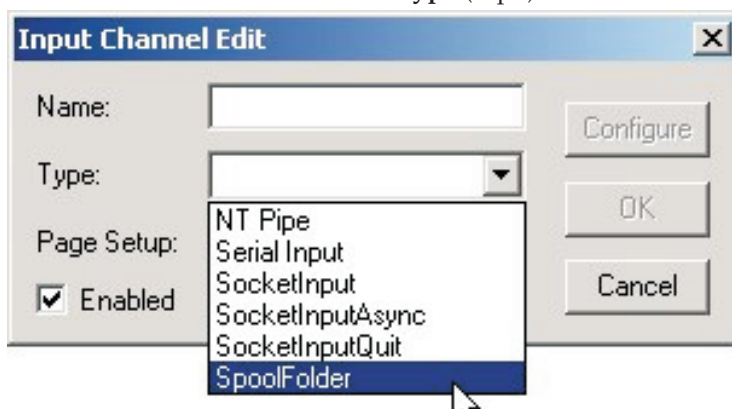 Input Channel Edit
Name:
Configure
Type:
OK
NT Pipe
Page Setup:
Serial Input
SocketInput
Enabled
Cancel
SocketInputAsync
SocketInputQuit
SpoolFolder